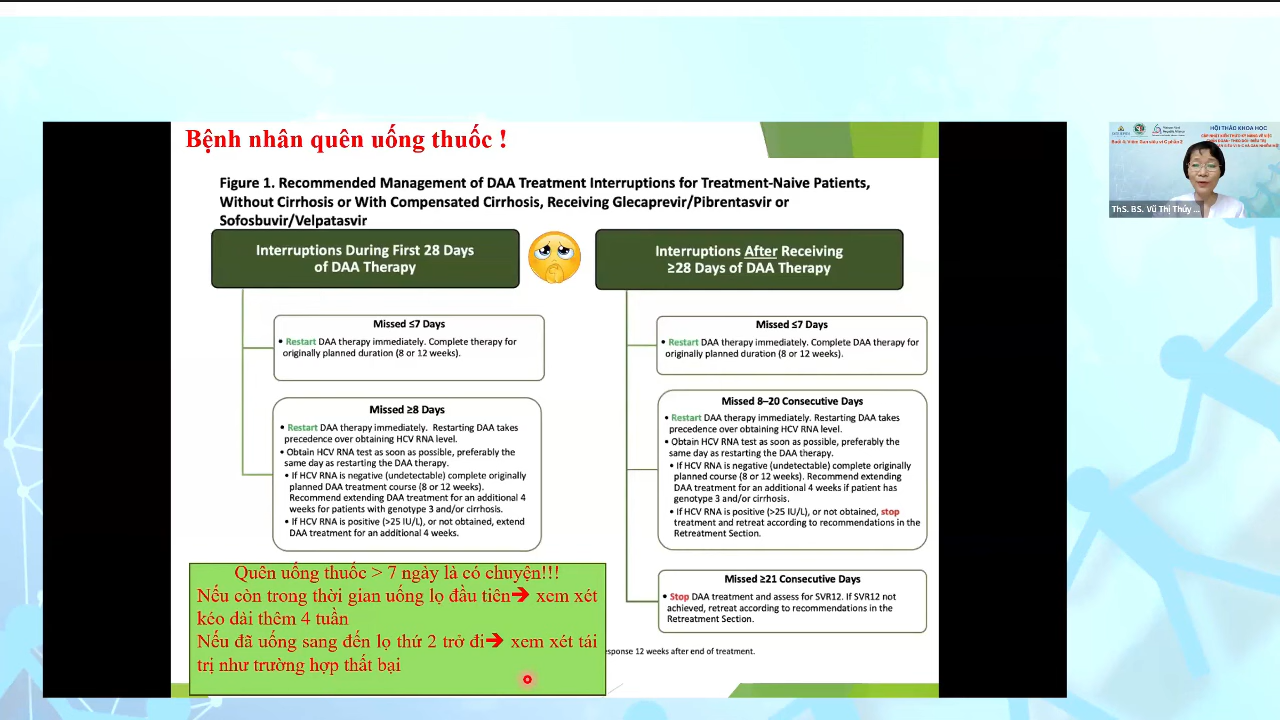 Bệnh nhân quên uống thuốc !
Figure 1. Recommended Management of DAA Treatment Interruptions for Treatment-Naive Patients,
Without Cirrhosis or With Compensated Cirrhosis, Receiving Glecaprevir/Pibrentasvir or
Sofosbuvir/Velpatasvir
Interruptions During First 28 Days
of DAA Therapy
Missed ≤7 Days
• Restart DAA therapy immediately. Complete therapy for
originally planned duration (8 or 12 weeks).
Missed ≥8 Days
• Restart DAA therapy immediately. Restarting DAA takes
precedence over obtaining HCV RNA level.
• Obtain HCV RNA test as soon as possible, preferably the
same day as restarting the DAA therapy.
• If HCV RNA is negative (undetectable) complete originally
planned DAA treatment course (8 or 12 weeks).
Recommend extending DAA treatment for an additional 4
weeks for patients with genotype 3 and/or cirrhosis.
• If HCV RNA is positive (>25 IU/L), or not obtained, extend
DAA treatment for an additional 4 weeks.
Interruptions After Receiving
≥28 Days of DAA Therapy
Missed ≤7 Days
• Restart DAA therapy immediately. Complete DAA therapy for
originally planned duration (8 or 12 weeks).
Missed 8–20 Consecutive Days
• Restart DAA therapy immediately. Restarting DAA takes
precedence over obtaining HCV RNA level.
• Obtain HCV RNA test as soon as possible, preferably the
same day as restarting the DAA therapy.
• If HCV RNA is negative (undetectable) complete originally
planned course (8 or 12 weeks). Recommend extending
DAA treatment for an additional 4 weeks if patient has
genotype 3 and/or cirrhosis.
• If HCV RNA is positive (>25 IU/L), or not obtained, stop
treatment and retreat according to recommendations in the
Retreatment Section.
Missed ≥21 Consecutive Days
• Stop DAA treatment and assess for SVR12. If SVR12 not
achieved, retreat according to recommendations in the
Retreatment Section.
esponse 12 weeks after end of treatment.
Quên uống thuốc > 7 ngày là có chuyện!!!
Nếu còn trong thời gian uống lọ đầu tiên➔ xem xét
kéo dài thêm 4 tuần
Nếu đã uống sang đến lọ thứ 2 trở đi➔ xem xét tái
trị như trường hợp thất bại
HỘI THẢO KHOA HỌC
ThS. BS. Vũ Thị Thủy ...